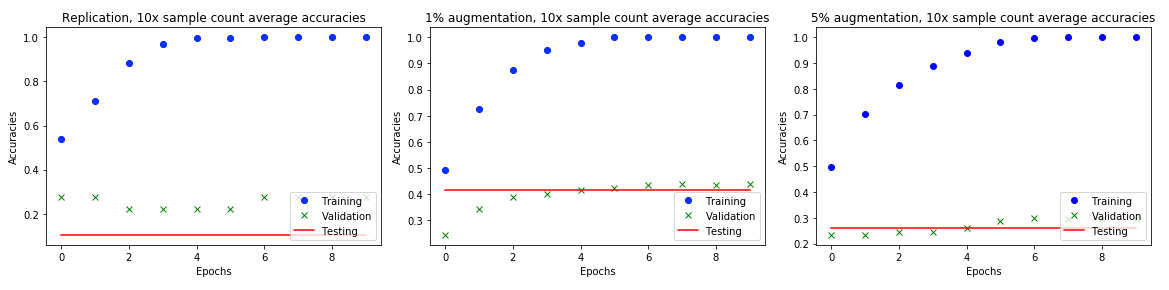 Replication, 10x sample count average accuracies
1.0
0.8
0.6
0.4
0.2
Accuracies
0 2 4 6 8
Epochs
Training
Validation
Testing
1% augmentation, 10x sample count average accuracies
1.0
0.9
0.8
0.7
0.6
0.5
0.4
0.3
Accuracies
0 2 4 6 8
Epochs
Training
Validation
Testing
5% augmentation, 10x sample count average accuracies
1.0
0.9
0.8
0.7
0.6
0.5
0.4
0.3
0.2
Accuracies
0 2 4 6 8
Epochs
Training
Validation
Testing